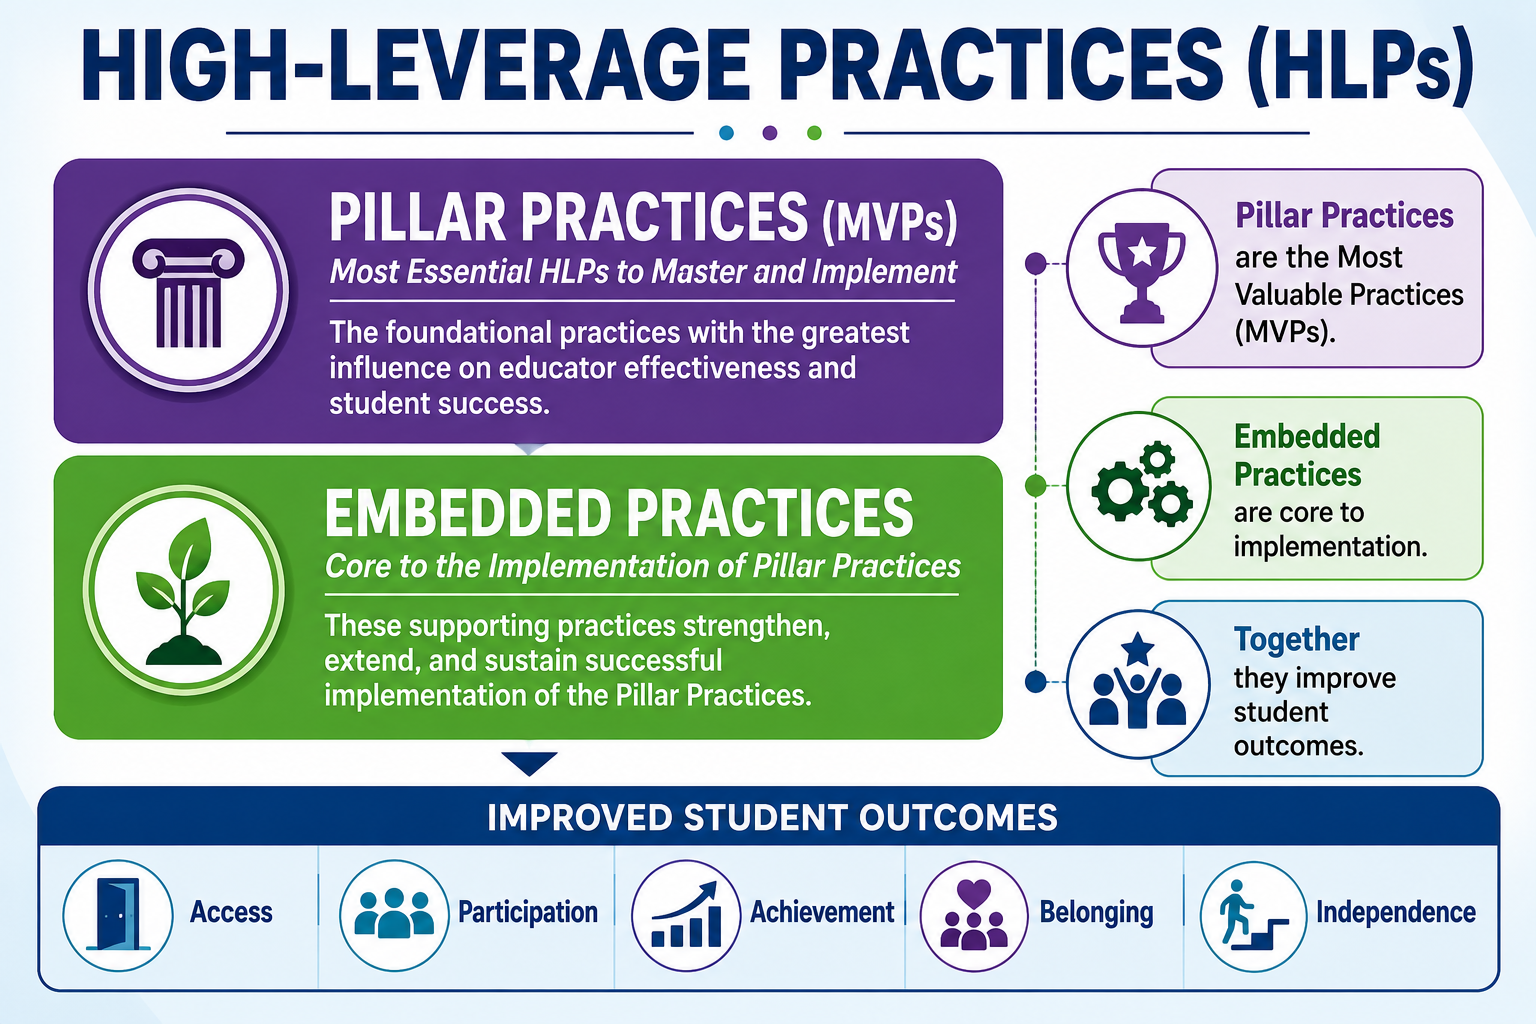 HIGH-LEVERAGE PRACTICES (HLPs)
PILLAR PRACTICES (MVPs)
Most Essential HLPs to Master and Implement
The foundational practices with the greatest
influence on educator effectiveness and
student success.
EMBEDDED PRACTICES
Core to the Implementation of Pillar Practices
These supporting practices strengthen,
extend, and sustain successful
implementation of the Pillar Practices.
Pillar Practices
are the Most
Valuable Practices
(MVPs).
Embedded
Practices
are core to
implementation.
Together
they improve
student
outcomes.
IMPROVED STUDENT OUTCOMES
Access
Participation
Achievement
Belonging
Independence